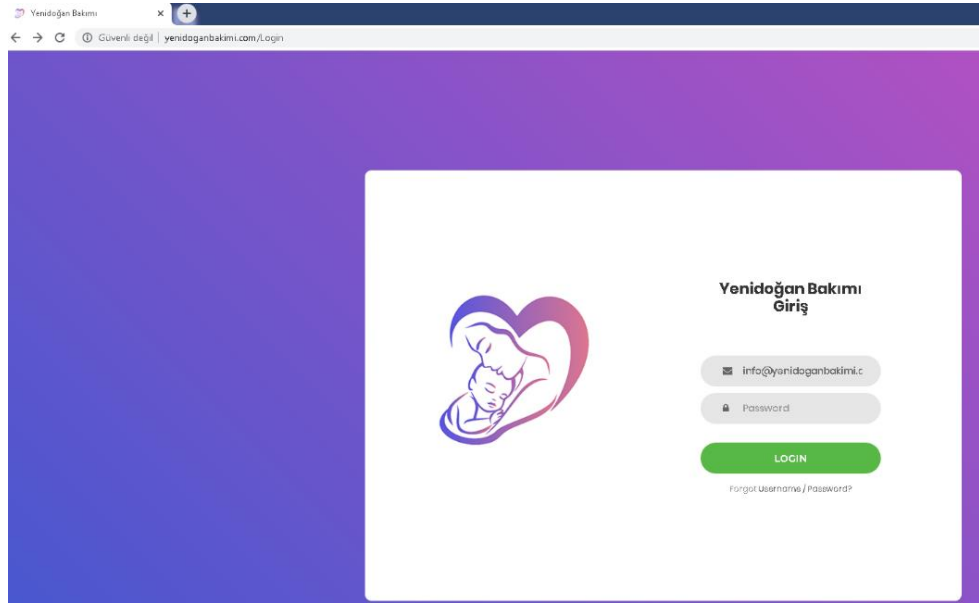 Yenidoğan Bakımı
Güvenli değil | yenidoganbakimi.com/Login
Yenidoğan Bakımı
Giriş
info@yenidoganbakimi.c
Password
LOGIN
Forgot Username / Password?